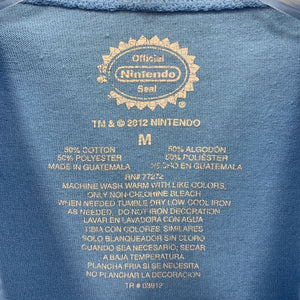 Official
Nintendo
Seal
TM & © 2012 NINTENDO
M
50% COTTON
50% POLYESTER
MADE IN GUATEMALA
50% ALGODÓN
50% POLIÉSTER
HECHO EN GUATEMALA
RN# 77272
MACHINE WASH WARM WITH LIKE COLORS,
ONLY NON-CHLORINE BLEACH
WHEN NEEDED TUMBLE DRY LOW, COOL IRON
AS NEEDED. DO NOT IRON DECORATION
LAVAR EN LAVADORA CON AGUA
TIBIA CON COLORES SIMILARES
SOLO BLANQUEADOR SIN CLORO
CUANDO SEA NECESARIO; SECAR
A BAJA TEMPERATURA.
PLANCHA FRIA SI SE NECESITA
NO PLANCHAR LA DECORACION
TR # 03912